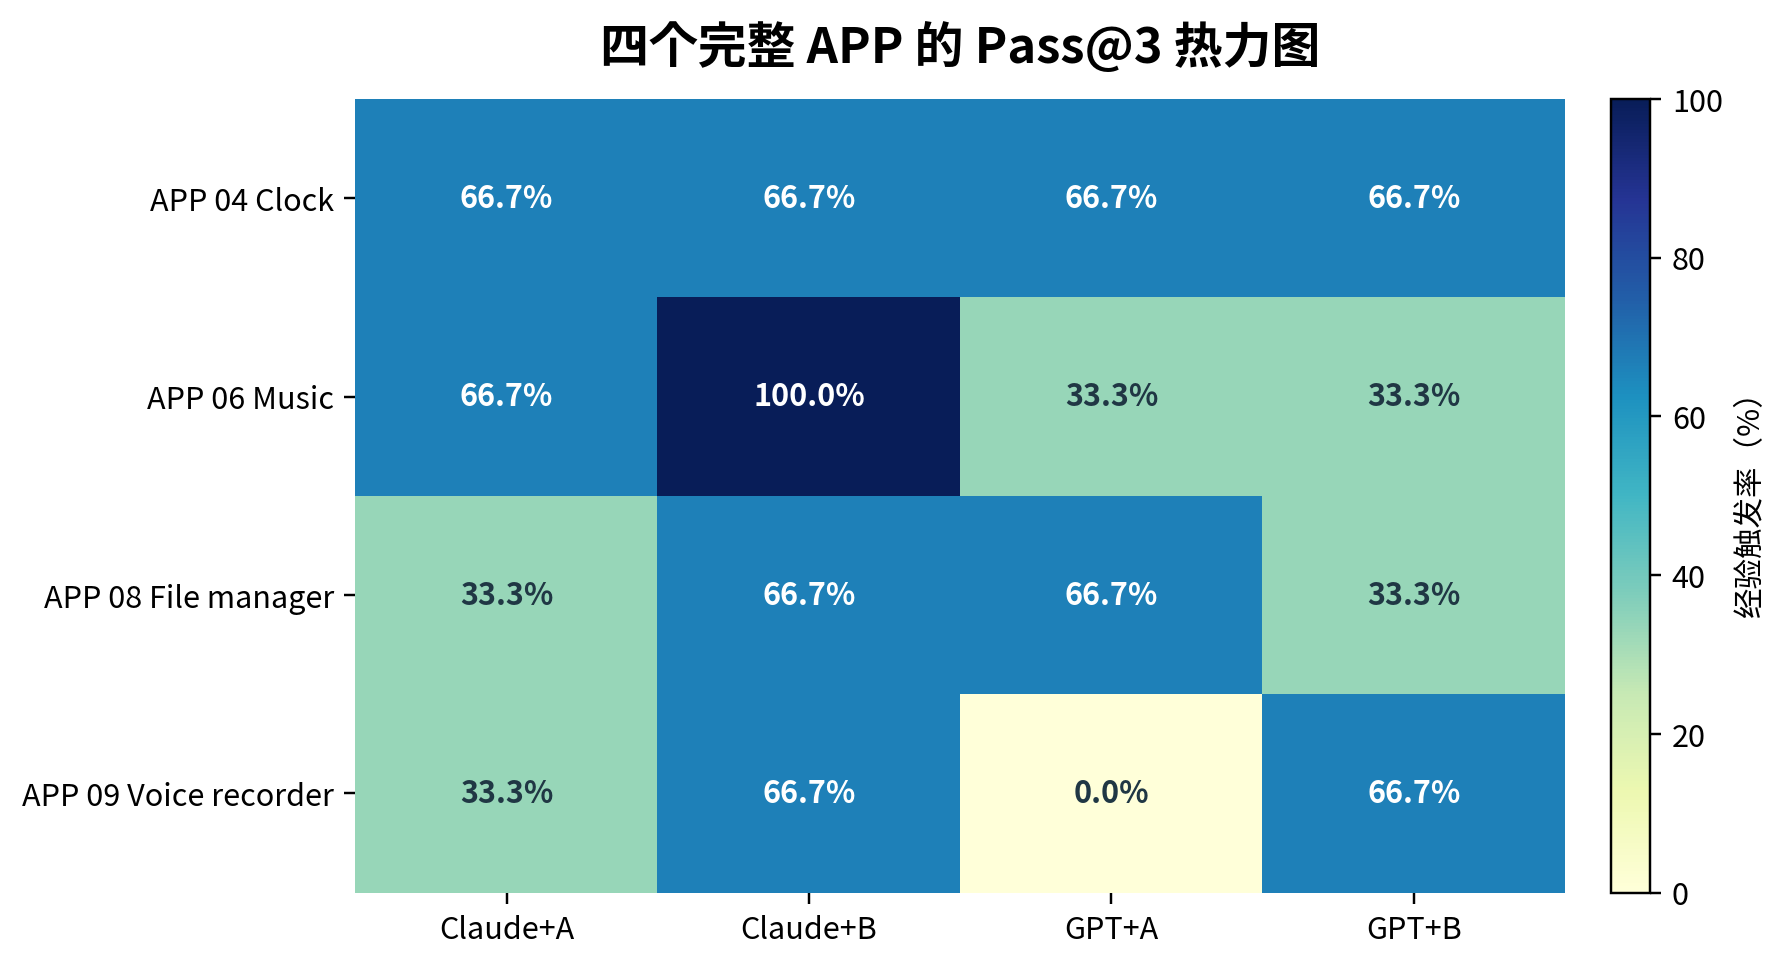 四个完整 APP 的 Pass@3 热力图
APP 04 Clock
66.7%
66.7%
66.7%
66.7%
APP 06 Music
66.7%
100.0%
33.3%
33.3%
APP 08 File manager
33.3%
66.7%
66.7%
33.3%
APP 09 Voice recorder
33.3%
66.7%
0.0%
66.7%
Claude+A
Claude+B
GPT+A
GPT+B
100
80
60
40
20
0
经验触发率（%）